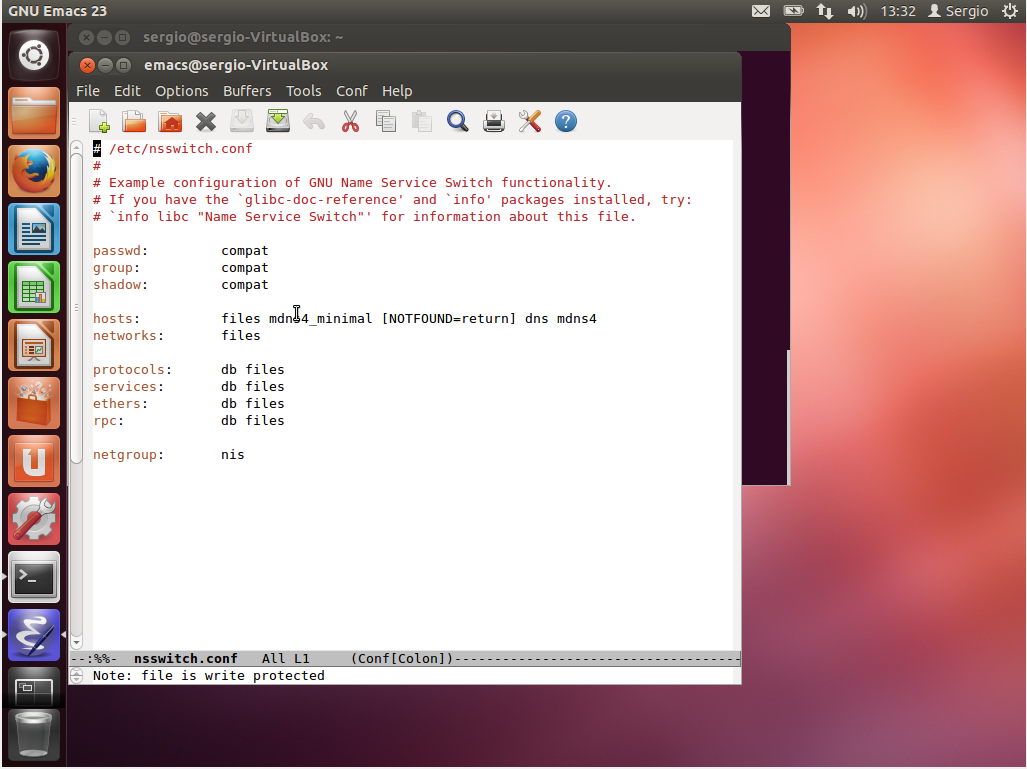 GNU Emacs 23
13:32 Sergio
sergio@sergio-VirtualBox: ~
emacs@sergio-VirtualBox
File Edit Options Buffers Tools Conf Help
# /etc/nsswitch.conf
#
# Example configuration of GNU Name Service Switch functionality.
# If you have the `glibc-doc-reference' and `info' packages installed, try:
# `info libc "Name Service Switch"' for information about this file.
passwd: compat
group: compat
shadow: compat
hosts: files mdns4_minimal [NOTFOUND=return] dns mdns4
networks: files
protocols: db files
services: db files
ethers: db files
rpc: db files
netgroup: nis
--:%%- nsswitch.conf All L1 (Conf[Colon])------------------------------------
Note: file is write protected